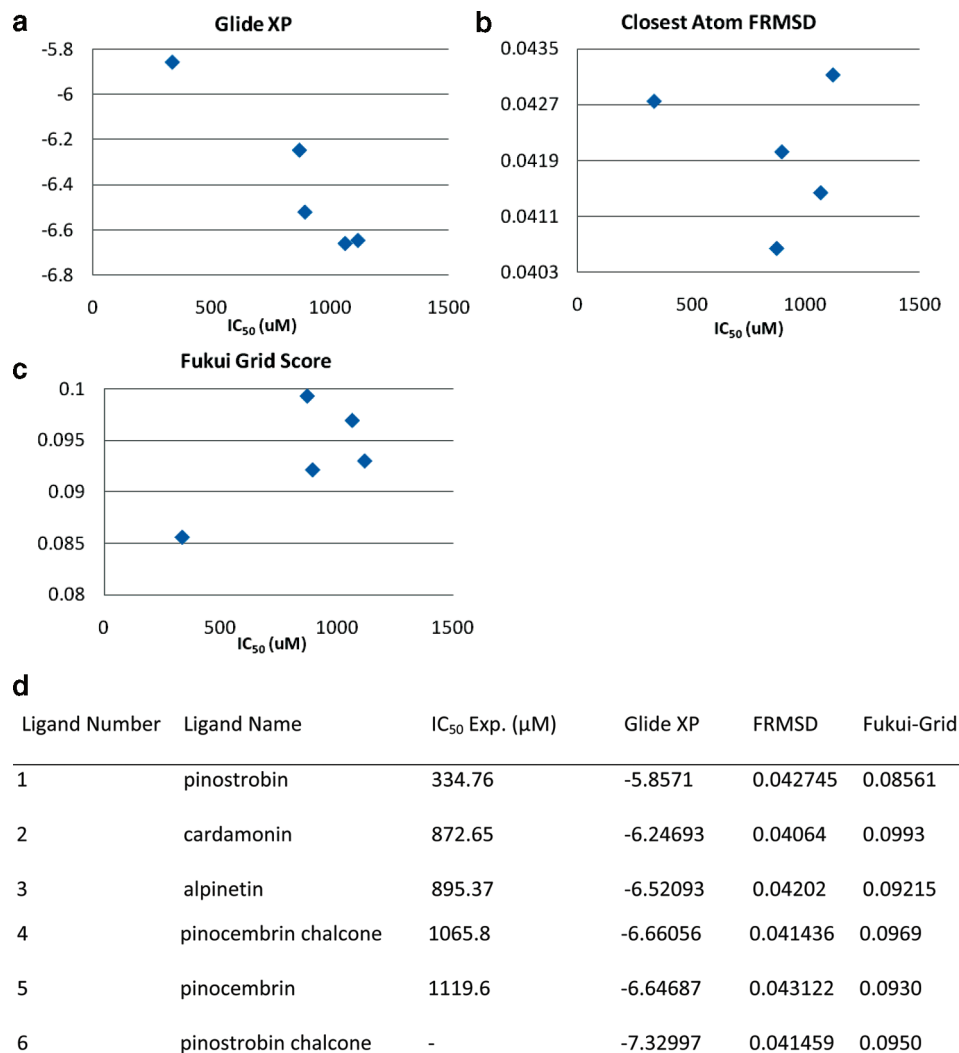 a
Glide XP
-5.8
-6
-6.2
-6.4
-6.6
-6.8
0 500 1000 1500
IC50 (uM)
b
Closest Atom FRMSD
0.0435
0.0427
0.0419
0.0411
0.0403
0 500 1000 1500
IC50 (uM)
c
Fukui Grid Score
0.1
0.095
0.09
0.085
0.08
0 500 1000 1500
IC50 (uM)
d
Ligand Number Ligand Name IC50 Exp. (μM) Glide XP FRMSD Fukui-Grid
1 pinostrobin 334.76 -5.8571 0.042745 0.08561
2 cardamonin 872.65 -6.24693 0.04064 0.0993
3 alpinetin 895.37 -6.52093 0.04202 0.09215
4 pinocembrin chalcone 1065.8 -6.66056 0.041436 0.0969
5 pinocembrin 1119.6 -6.64687 0.043122 0.0930
6 pinostrobin chalcone - -7.32997 0.041459 0.0950